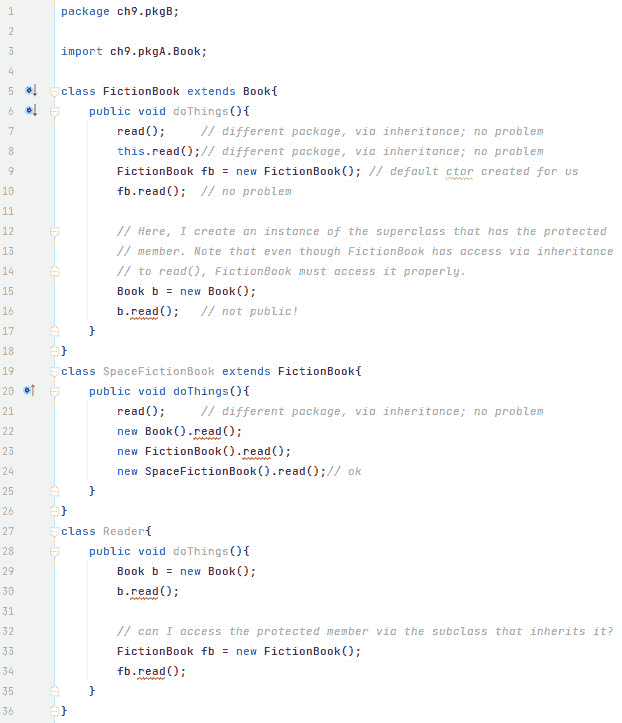 1 package ch9.pkgB;
2
3 import ch9.pkgA.Book;
4
5 class FictionBook extends Book{
6 public void doThings(){
7 read(); // different package, via inheritance; no problem
8 this.read();// different package, via inheritance; no problem
9 FictionBook fb = new FictionBook(); // default ctor created for us
10 fb.read(); // no problem
11
12 // Here, I create an instance of the superclass that has the protected
13 // member. Note that even though FictionBook has access via inheritance
14 // to read(), FictionBook must access it properly.
15 Book b = new Book();
16 b.read(); // not public!
17 }
18 }
19 class SpaceFictionBook extends FictionBook{
20 public void doThings(){
21 read(); // different package, via inheritance; no problem
22 new Book().read();
23 new FictionBook().read();
24 new SpaceFictionBook().read();// ok
25 }
26 }
27 class Reader{
28 public void doThings(){
29 Book b = new Book();
30 b.read();
31
32 // can I access the protected member via the subclass that inherits it?
33 FictionBook fb = new FictionBook();
34 fb.read();
35 }
36 }